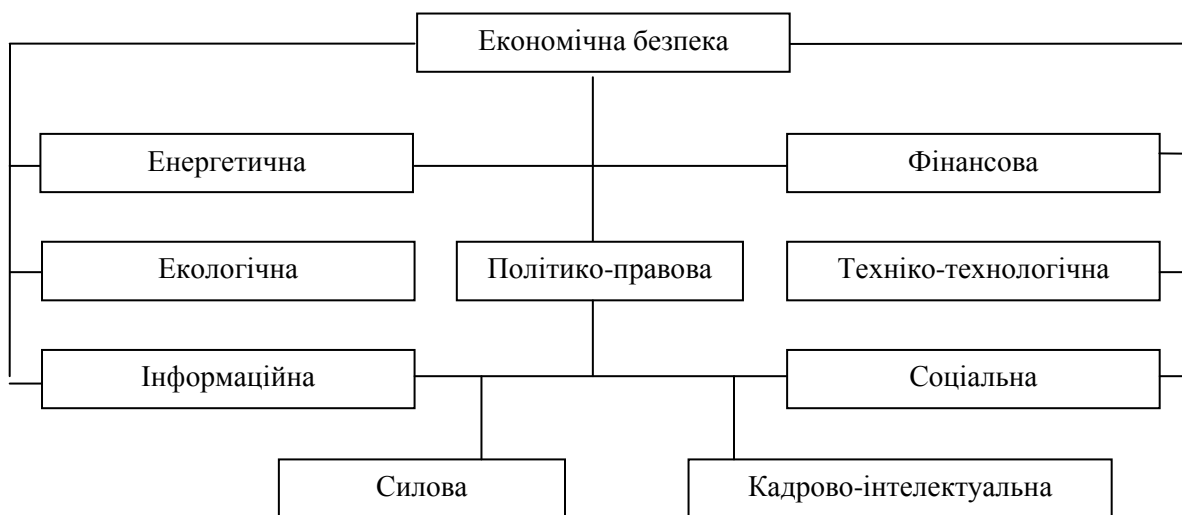 Економічна безпека
Енергетична
Фінансова
Екологічна
Політико-правова
Техніко-технологічна
Інформаційна
Соціальна
Силова
Кадрово-інтелектуальна